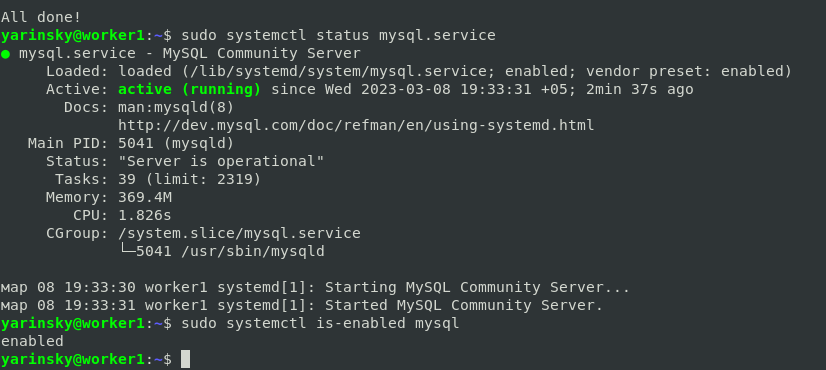 All done!
yarinsky@worker1:~$ sudo systemctl status mysql.service
● mysql.service - MySQL Community Server
     Loaded: loaded (/lib/systemd/system/mysql.service; enabled; vendor preset: enabled)
     Active: active (running) since Wed 2023-03-08 19:33:31 +05; 2min 37s ago
       Docs: man:mysqld(8)
             http://dev.mysql.com/doc/refman/en/using-systemd.html
   Main PID: 5041 (mysqld)
     Status: "Server is operational"
      Tasks: 39 (limit: 2319)
     Memory: 369.4M
        CPU: 1.826s
     CGroup: /system.slice/mysql.service
             └─5041 /usr/sbin/mysqld

мар 08 19:33:30 worker1 systemd[1]: Starting MySQL Community Server...
мар 08 19:33:31 worker1 systemd[1]: Started MySQL Community Server.
yarinsky@worker1:~$ sudo systemctl is-enabled mysql
enabled
yarinsky@worker1:~$